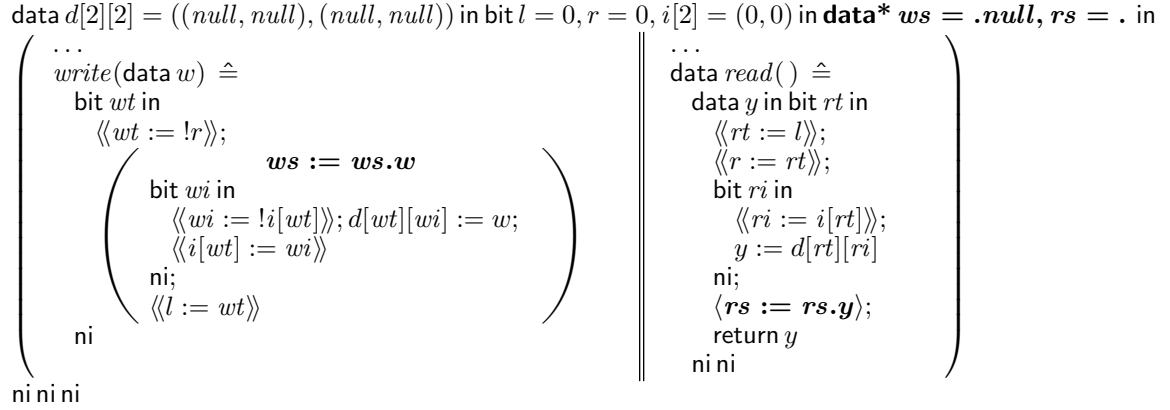 data d[2][2] = ((null, null), (null, null)) in bit l = 0, r = 0, i[2] = (0, 0) in data* ws = .null, rs = . in
. . .
write(data w) ≙
bit wt in
⟪wt := !r⟫;
ws := ws.w
bit wi in
⟪wi := !i[wt]⟫; d[wt][wi] := w;
⟪i[wt] := wi⟫
ni;
⟪l := wt⟫
ni
. . .
data read( ) ≙
data y in bit rt in
⟪rt := l⟫;
⟪r := rt⟫;
bit ri in
⟪ri := i[rt]⟫;
y := d[rt][ri]
ni;
⟨rs := rs.y⟩;
return y
ni ni
ni ni ni